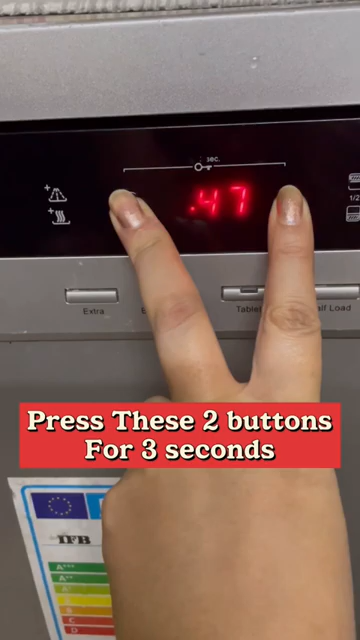 3sec.
.47
1/2
Extra
Tablet
Half Load
Press These 2 buttons
For 3 seconds
IFB
A+++
A++
A+
A
B
C
D